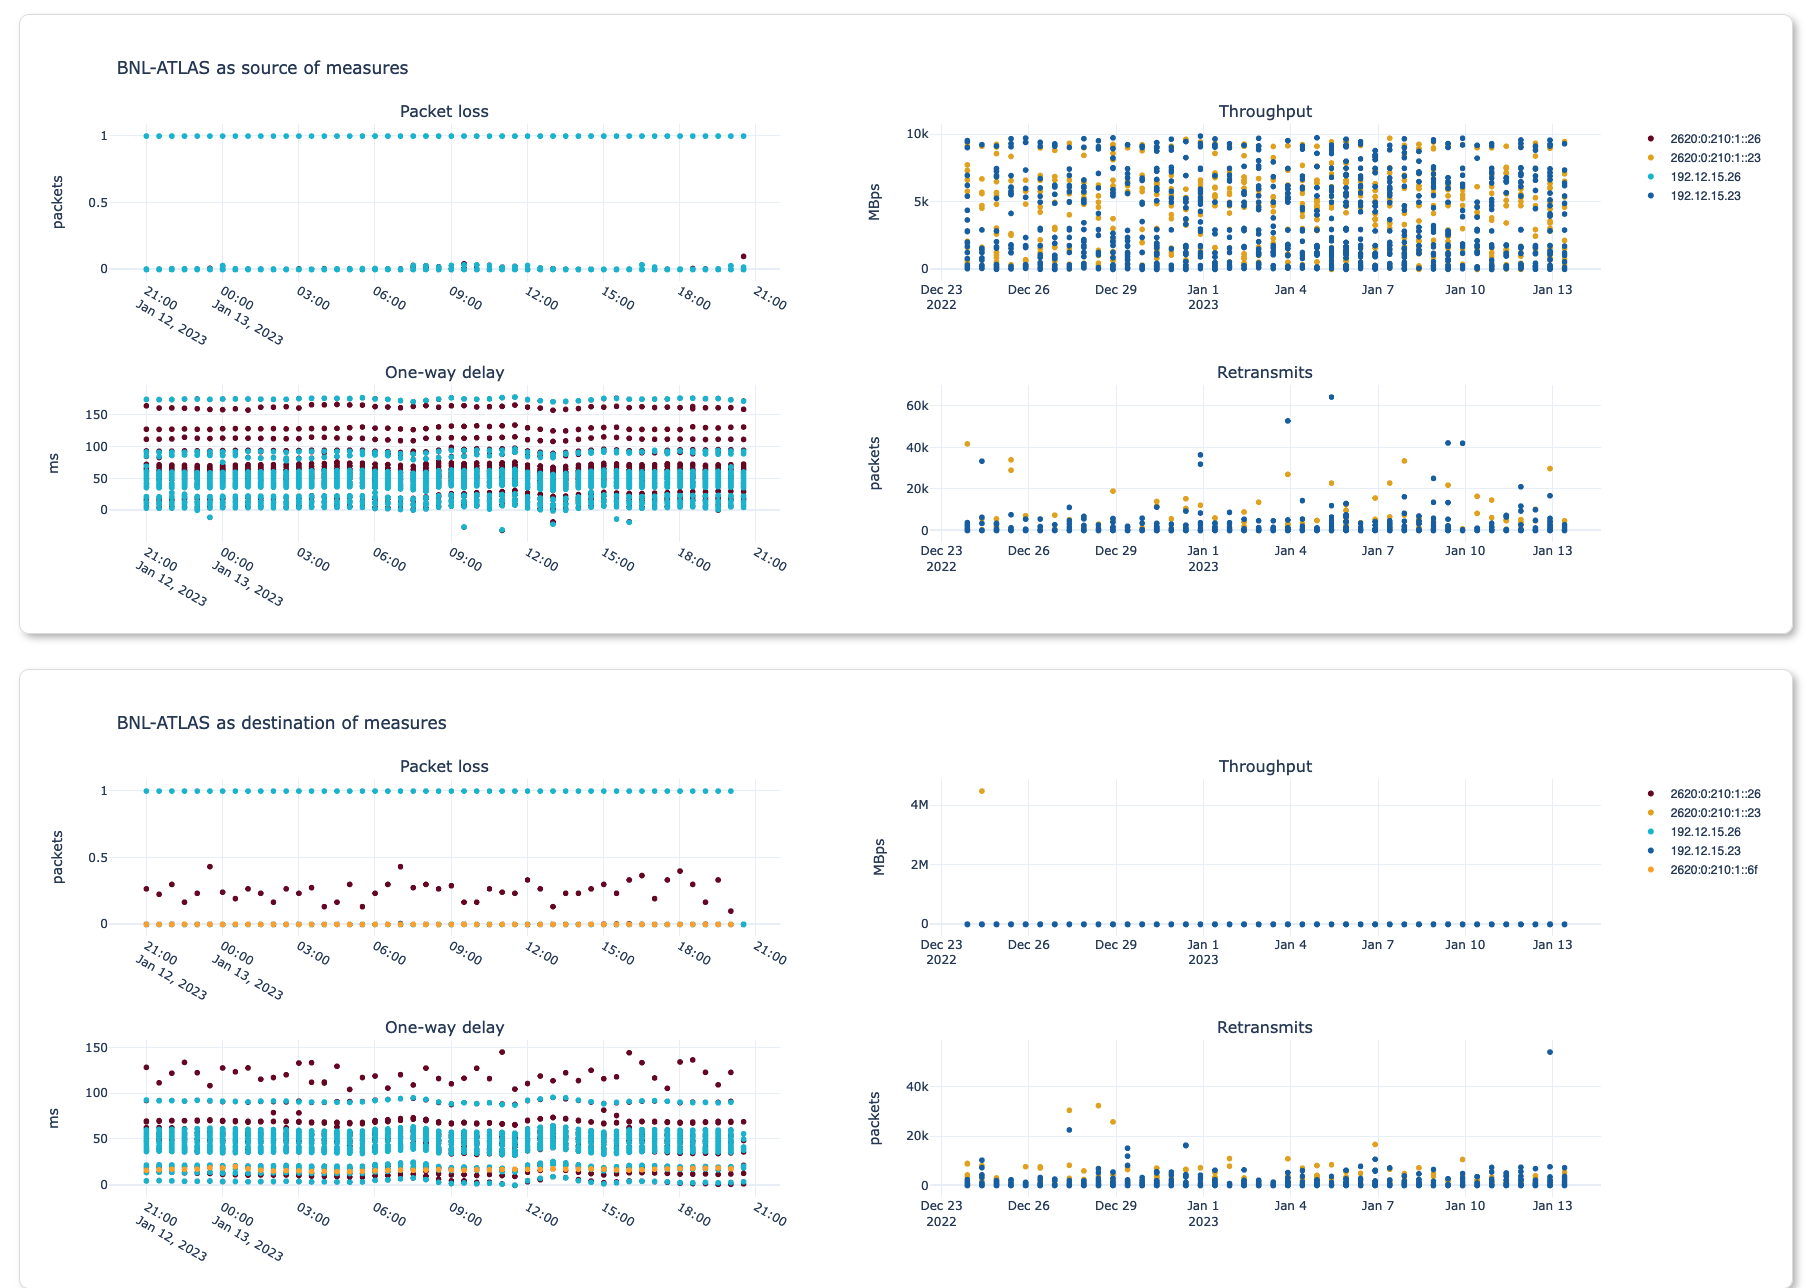 BNL-ATLAS as source of measures
Packet loss
packets
1
0.5
0
21:00
Jan 12, 2023
00:00
Jan 13, 2023
03:00
06:00
09:00
12:00
15:00
18:00
21:00
Throughput
MBps
10k
5k
0
Dec 23
2022
Dec 26
Dec 29
Jan 1
2023
Jan 4
Jan 7
Jan 10
Jan 13
2620:0:210:1::26
2620:0:210:1::23
192.12.15.26
192.12.15.23
One-way delay
ms
150
100
50
0
21:00
Jan 12, 2023
00:00
Jan 13, 2023
03:00
06:00
09:00
12:00
15:00
18:00
21:00
Retransmits
packets
60k
40k
20k
0
Dec 23
2022
Dec 26
Dec 29
Jan 1
2023
Jan 4
Jan 7
Jan 10
Jan 13
BNL-ATLAS as destination of measures
Packet loss
packets
1
0.5
0
21:00
Jan 12, 2023
00:00
Jan 13, 2023
03:00
06:00
09:00
12:00
15:00
18:00
21:00
Throughput
MBps
4M
2M
0
Dec 23
2022
Dec 26
Dec 29
Jan 1
2023
Jan 4
Jan 7
Jan 10
Jan 13
2620:0:210:1::26
2620:0:210:1::23
192.12.15.26
192.12.15.23
2620:0:210:1::6f
One-way delay
ms
150
100
50
0
21:00
Jan 12, 2023
00:00
Jan 13, 2023
03:00
06:00
09:00
12:00
15:00
18:00
21:00
Retransmits
packets
40k
20k
0
Dec 23
2022
Dec 26
Dec 29
Jan 1
2023
Jan 4
Jan 7
Jan 10
Jan 13